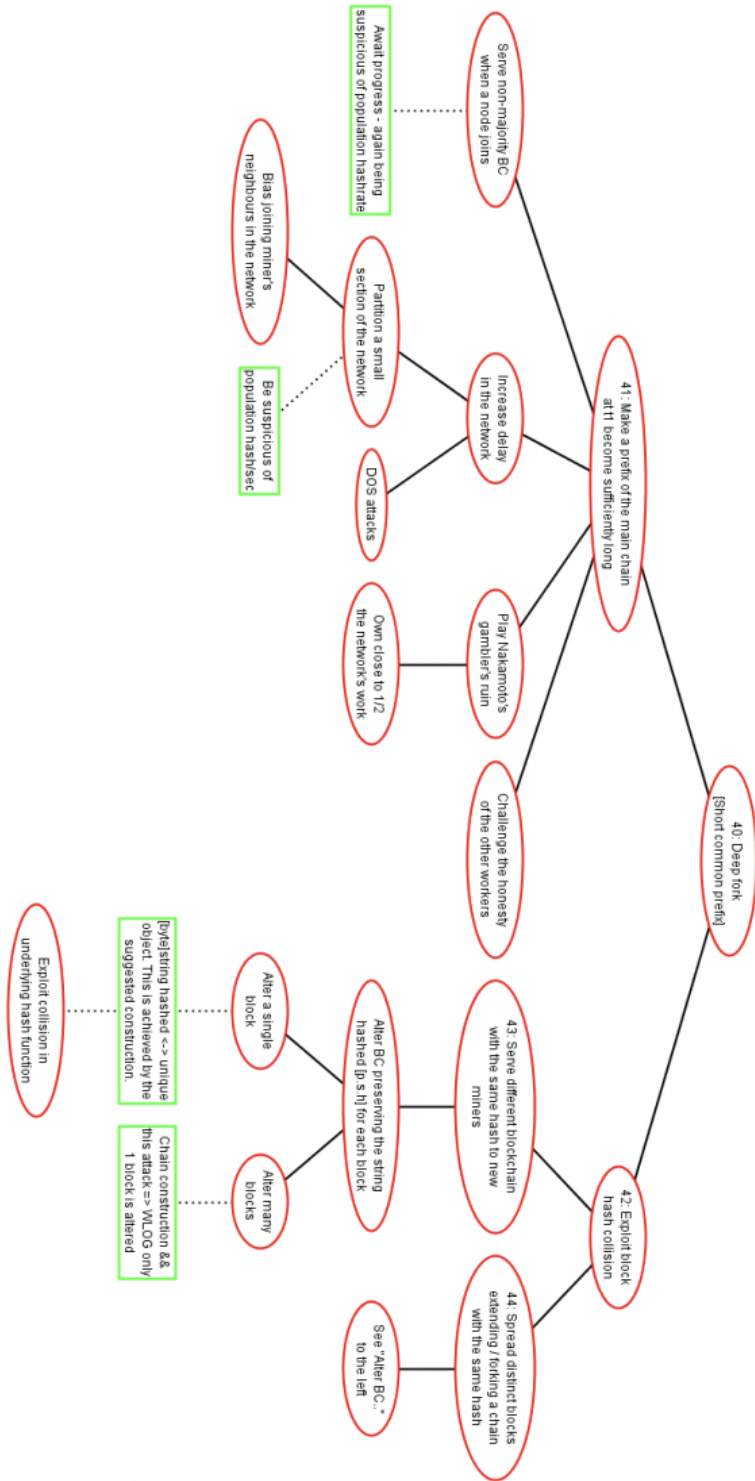 40: Deep fork
[Short common prefix]
41: Make a prefix of the main chain
at t1 become sufficiently long
42: Exploit block
hash collision
Serve non-majority BC
when a node joins
Increase delay
in the network
Play Nakamoto's
gambler's ruin
Challenge the honesty
of the other workers
43: Serve different blockchain
with the same hash to new
miners
44: Spread distinct blocks
extending / forking a chain
with the same hash
Await progress - again being
suspicious of population hashrate
Partition a small
section of the network
DOS attacks
Own close to 1/2
the network's work
Alter BC preserving the string
hashed [p,s,h] for each block
See "Alter BC.."
to the left
Bias joining miner's
neighbours in the network
Be suspicious of
population hash/sec
Alter a single
block
Alter many
blocks
[byte]string hashed <-> unique
object. This is achieved by the
suggested construction.
Chain construction &&
this attack => WLOG only
1 block is altered
Exploit collision in
underlying hash function